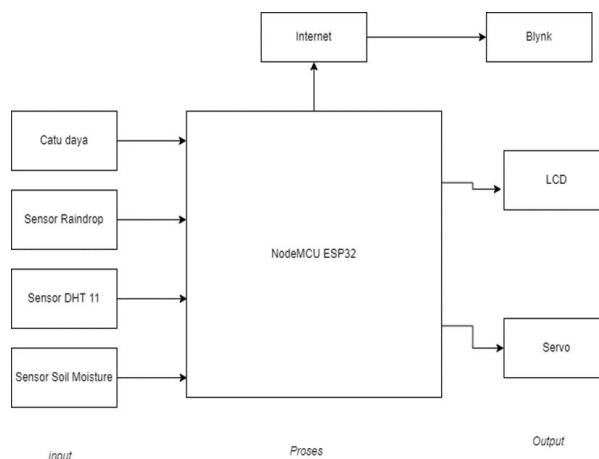 Internet
Blynk
Catu daya
Sensor Raindrop
Sensor DHT 11
Sensor Soil Moisture
NodeMCU ESP32
LCD
Servo
input
Proses
Output